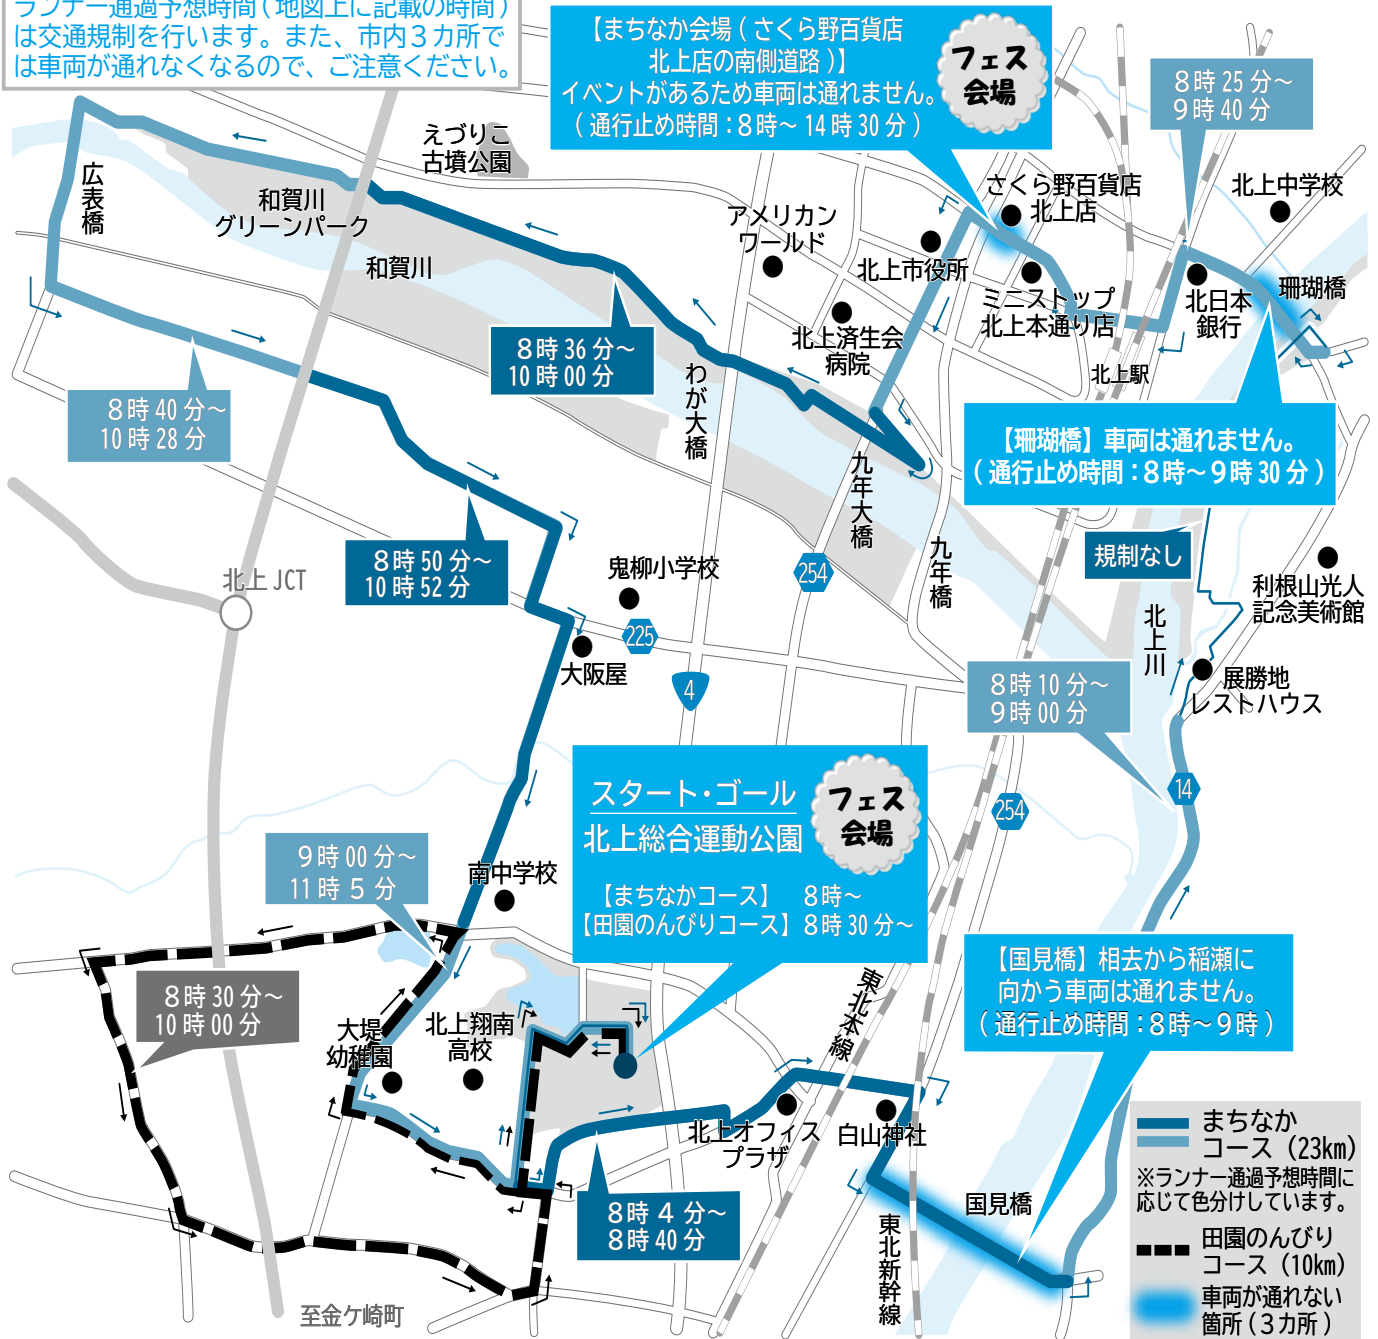 ランナー通過予想時間(地図上に記載の時間)
は交通規制を行います。また、市内3カ所で
は車両が通れなくなるので、ご注意ください。
【まちなか会場(さくら野百貨店
北上店の南側道路)】
イベントがあるため車両は通れません。
(通行止め時間:8時〜14時30分)
フェス
会場
8時25分〜
9時40分
えづりこ
古墳公園
広表橋
和賀川
グリーンパーク
和賀川
アメリカン
ワールド
さくら野百貨店
北上店
北上中学校
北上市役所
ミニストップ
北上本通り店
北日本
銀行
珊瑚橋
北上済生会
病院
北上駅
8時36分〜
10時00分
わが大橋
8時40分〜
10時28分
【珊瑚橋】車両は通れません。
(通行止め時間:8時〜9時30分)
九年大橋
九年橋
8時50分〜
10時52分
規制なし
北上JCT
鬼柳小学校
254
225
大阪屋
4
利根山光人
記念美術館
北上川
展勝地
レストハウス
8時10分〜
9時00分
14
254
スタート・ゴール
北上総合運動公園
フェス
会場
【まちなかコース】 8時〜
【田園のんびりコース】8時30分〜
9時00分〜
11時5分
南中学校
8時30分〜
10時00分
大堤
幼稚園
北上翔南
高校
東北本線
【国見橋】相去から稲瀬に
向かう車両は通れません。
(通行止め時間:8時〜9時)
北上オフィス
プラザ
白山神社
8時4分〜
8時40分
国見橋
東北新幹線
至金ケ崎町
まちなか
コース(23km)
※ランナー通過予想時間に
応じて色分けしています。
田園のんびり
コース(10km)
車両が通れない
箇所(3カ所)